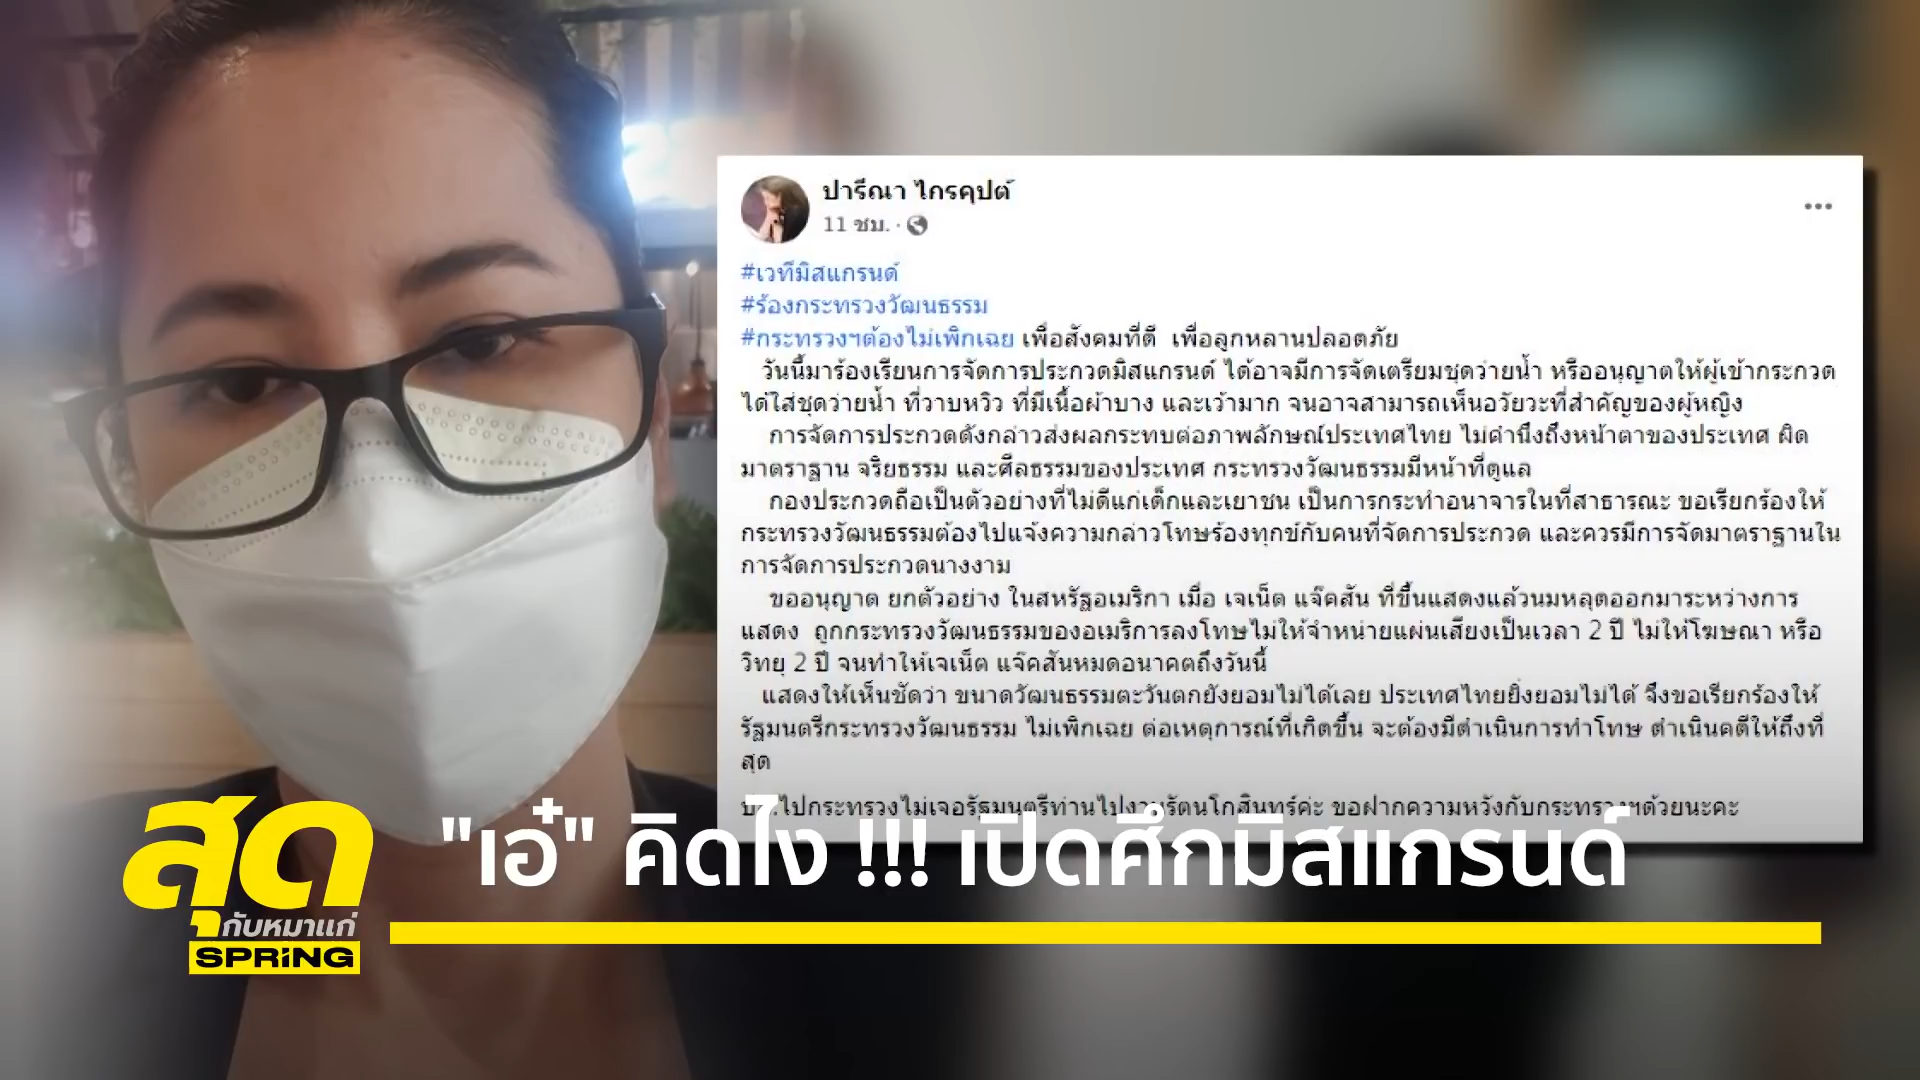 ปารีณา ไกรคุปต์
11 ชม. ·
#เวทีมิสแกรนด์
#ร้องกระทรวงวัฒนธรรม
#กระทรวงฯต้องไม่เพิกเฉย เพื่อสังคมที่ดี เพื่อลูกหลานปลอดภัย
วันนี้มาร้องเรียนการจัดการประกวดมิสแกรนด์ ได้อาจมีการจัดเตรียมชุดว่ายน้ำ หรืออนุญาตให้ผู้เข้ากระกวด
ได้ใส่ชุดว่ายน้ำ ที่วาบหวิว ที่มีเนื้อผ้าบาง และเว้ามาก จนอาจสามารถเห็นอวัยวะที่สำคัญของผู้หญิง
การจัดการประกวดดังกล่าวส่งผลกระทบต่อภาพลักษณ์ประเทศไทย ไม่คำนึงถึงหน้าตาของประเทศ ผิด
มาตราฐาน จริยธรรม และศีลธรรมของประเทศ กระทรวงวัฒนธรรมมีหน้าที่ดูแล
กองประกวดถือเป็นตัวอย่างที่ไม่ดีแก่เด็กและเยาชน เป็นการกระทำอนาจารในที่สาธารณะ ขอเรียกร้องให้
กระทรวงวัฒนธรรมต้องไปแจ้งความกล่าวโทษร้องทุกข์กับคนที่จัดการประกวด และควรมีการจัดมาตราฐานใน
การจัดการประกวดนางงาม
ขออนุญาต ยกตัวอย่าง ในสหรัฐอเมริกา เมื่อ เจเน็ต แจ๊คสัน ที่ขึ้นแสดงแล้วนมหลุดออกมาระหว่างการ
แสดง ถูกกระทรวงวัฒนธรรมของอเมริการลงโทษไม่ให้จำหน่ายแผ่นเสียงเป็นเวลา 2 ปี ไม่ให้โฆษณา หรือ
วิทยุ 2 ปี จนทำให้เจเน็ต แจ๊คสันหมดอนาคตถึงวันนี้
แสดงให้เห็นชัดว่า ขนาดวัฒนธรรมตะวันตกยังยอมไม่ได้เลย ประเทศไทยยิ่งยอมไม่ได้ จึงขอเรียกร้องให้
รัฐมนตรีกระทรวงวัฒนธรรม ไม่เพิกเฉย ต่อเหตุการณ์ที่เกิดขึ้น จะต้องมีดำเนินการทำโทษ ดำเนินคดีให้ถึงที่
สุด
ไปกระทรวงไม่เจอรัฐมนตรีท่านไปงานรัตนโกสินทร์ค่ะ ขอฝากความหวังกับกระทรวงฯด้วยนะคะ
"เอ๋" คิดไง !!! เปิดศึกมิสแกรนด์
สุด
กับหมาแก่
SPRiNG